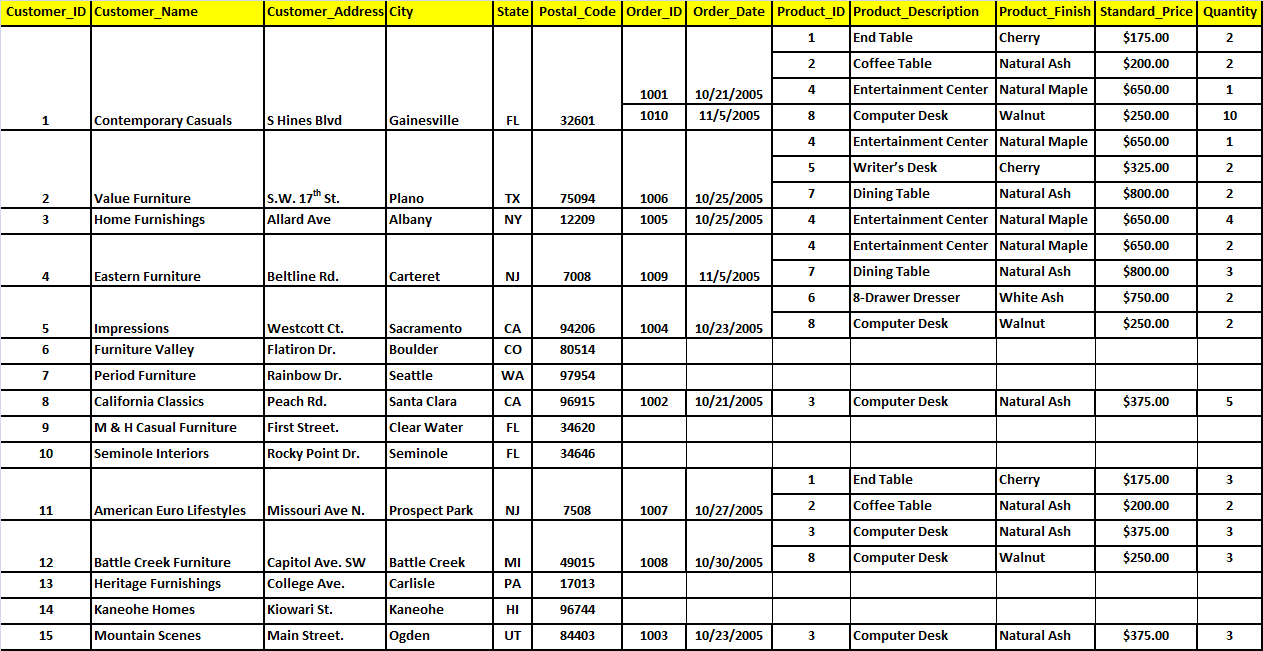 Customer_ID Customer_Name Customer_Address City State Postal_Code Order_ID Order_Date Product_ID Product_Description Product_Finish Standard_Price Quantity
1 End Table Cherry $175.00 2
2 Coffee Table Natural Ash $200.00 2
1001 10/21/2005 4 Entertainment Center Natural Maple $650.00 1
1 Contemporary Casuals S Hines Blvd Gainesville FL 32601 1010 11/5/2005 8 Computer Desk Walnut $250.00 10
4 Entertainment Center Natural Maple $650.00 1
5 Writer’s Desk Cherry $325.00 2
2 Value Furniture S.W. 17th St. Plano TX 75094 1006 10/25/2005 7 Dining Table Natural Ash $800.00 2
3 Home Furnishings Allard Ave Albany NY 12209 1005 10/25/2005 4 Entertainment Center Natural Maple $650.00 4
4 Entertainment Center Natural Maple $650.00 2
4 Eastern Furniture Beltline Rd. Carteret NJ 7008 1009 11/5/2005 7 Dining Table Natural Ash $800.00 3
6 8-Drawer Dresser White Ash $750.00 2
5 Impressions Westcott Ct. Sacramento CA 94206 1004 10/23/2005 8 Computer Desk Walnut $250.00 2
6 Furniture Valley Flatiron Dr. Boulder CO 80514
7 Period Furniture Rainbow Dr. Seattle WA 97954
8 California Classics Peach Rd. Santa Clara CA 96915 1002 10/21/2005 3 Computer Desk Natural Ash $375.00 5
9 M & H Casual Furniture First Street. Clear Water FL 34620
10 Seminole Interiors Rocky Point Dr. Seminole FL 34646
1 End Table Cherry $175.00 3
11 American Euro Lifestyles Missouri Ave N. Prospect Park NJ 7508 1007 10/27/2005 2 Coffee Table Natural Ash $200.00 2
3 Computer Desk Natural Ash $375.00 3
12 Battle Creek Furniture Capitol Ave. SW Battle Creek MI 49015 1008 10/30/2005 8 Computer Desk Walnut $250.00 3
13 Heritage Furnishings College Ave. Carlisle PA 17013
14 Kaneohe Homes Kiowari St. Kaneohe HI 96744
15 Mountain Scenes Main Street. Ogden UT 84403 1003 10/23/2005 3 Computer Desk Natural Ash $375.00 3